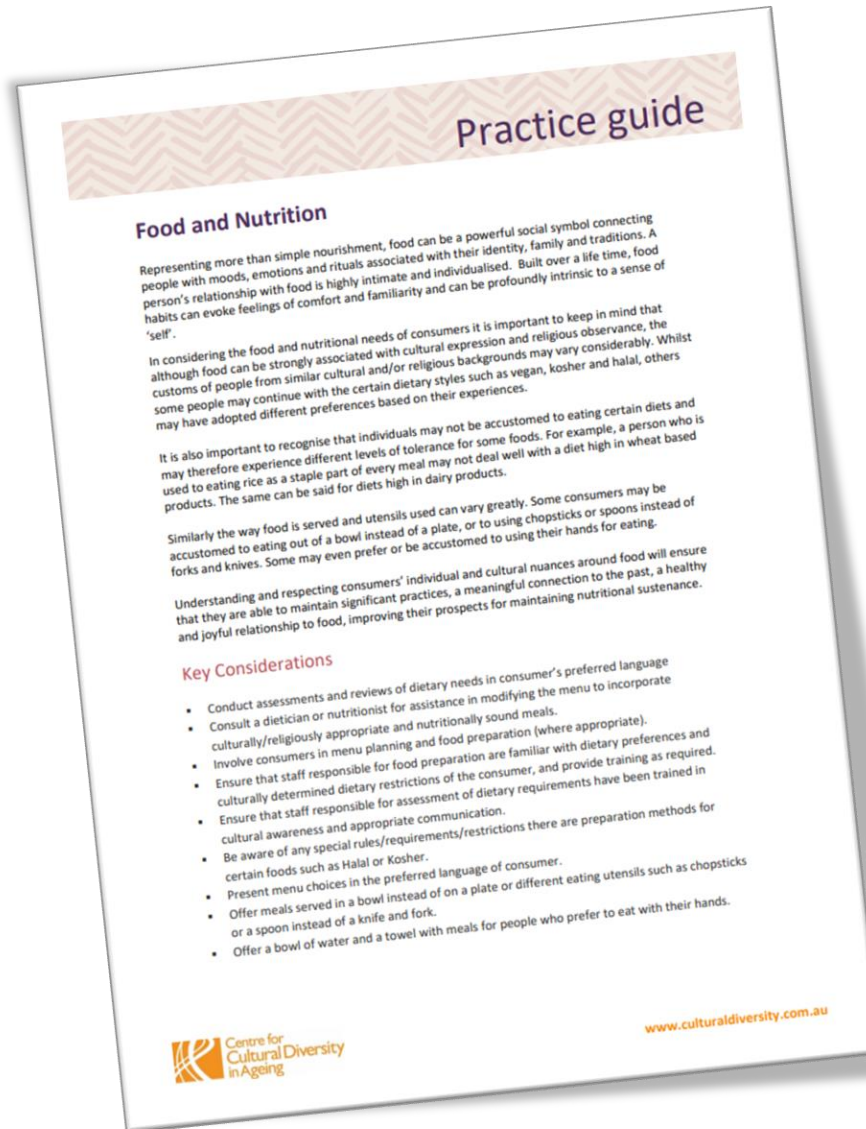 Practice guide
Food and Nutrition
Representing more than simple nourishment, food can be a powerful social symbol connecting
people with moods, emotions and rituals associated with their identity, family and traditions. A
person's relationship with food is highly intimate and individualised. Built over a life time, food
habits can evoke feelings of comfort and familiarity and can be profoundly intrinsic to a sense of
'self'.
In considering the food and nutritional needs of consumers it is important to keep in mind that
although food can be strongly associated with cultural expression and religious observance, the
customs of people from similar cultural and/or religious backgrounds may vary considerably. Whilst
some people may continue with the certain dietary styles such as vegan, kosher and halal, others
may have adopted different preferences based on their experiences.
It is also important to recognise that individuals may not be accustomed to eating certain diets and
may therefore experience different levels of tolerance for some foods. For example, a person who is
used to eating rice as a staple part of every meal may not deal well with a diet high in wheat based
products. The same can be said for diets high in dairy products.
Similarly the way food is served and utensils used can vary greatly. Some consumers may be
accustomed to eating out of a bowl instead of a plate, or to using chopsticks or spoons instead of
forks and knives. Some may even prefer or be accustomed to using their hands for eating.
Understanding and respecting consumers' individual and cultural nuances around food will ensure
that they are able to maintain significant practices, a meaningful connection to the past, a healthy
and joyful relationship to food, improving their prospects for maintaining nutritional sustenance.
Key Considerations
▪ Conduct assessments and reviews of dietary needs in consumer's preferred language
▪ Consult a dietician or nutritionist for assistance in modifying the menu to incorporate
culturally/religiously appropriate and nutritionally sound meals.
▪ Involve consumers in menu planning and food preparation (where appropriate).
▪ Ensure that staff responsible for food preparation are familiar with dietary preferences and
culturally determined dietary restrictions of the consumer, and provide training as required.
▪ Ensure that staff responsible for assessment of dietary requirements have been trained in
cultural awareness and appropriate communication.
▪ Be aware of any special rules/requirements/restrictions there are preparation methods for
certain foods such as Halal or Kosher.
▪ Present menu choices in the preferred language of consumer.
▪ Offer meals served in a bowl instead of on a plate or different eating utensils such as chopsticks
or a spoon instead of a knife and fork.
▪ Offer a bowl of water and a towel with meals for people who prefer to eat with their hands.
Centre for
Cultural Diversity
in Ageing
www.culturaldiversity.com.au